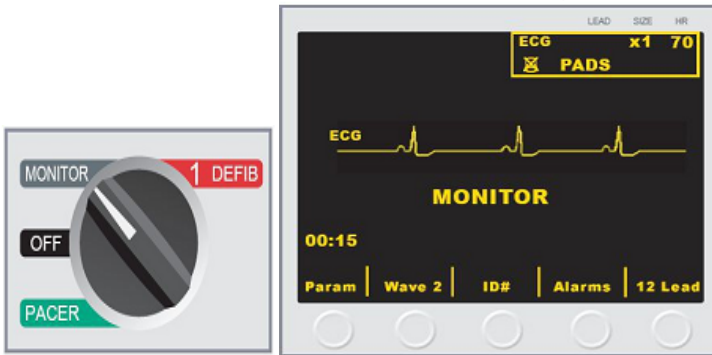 MONITOR
1 DEFIB
OFF
PACER
LEAD SIZE HR
ECG x1 70
PADS
ECG
MONITOR
00:15
Param Wave 2 ID# Alarms 12 Lead